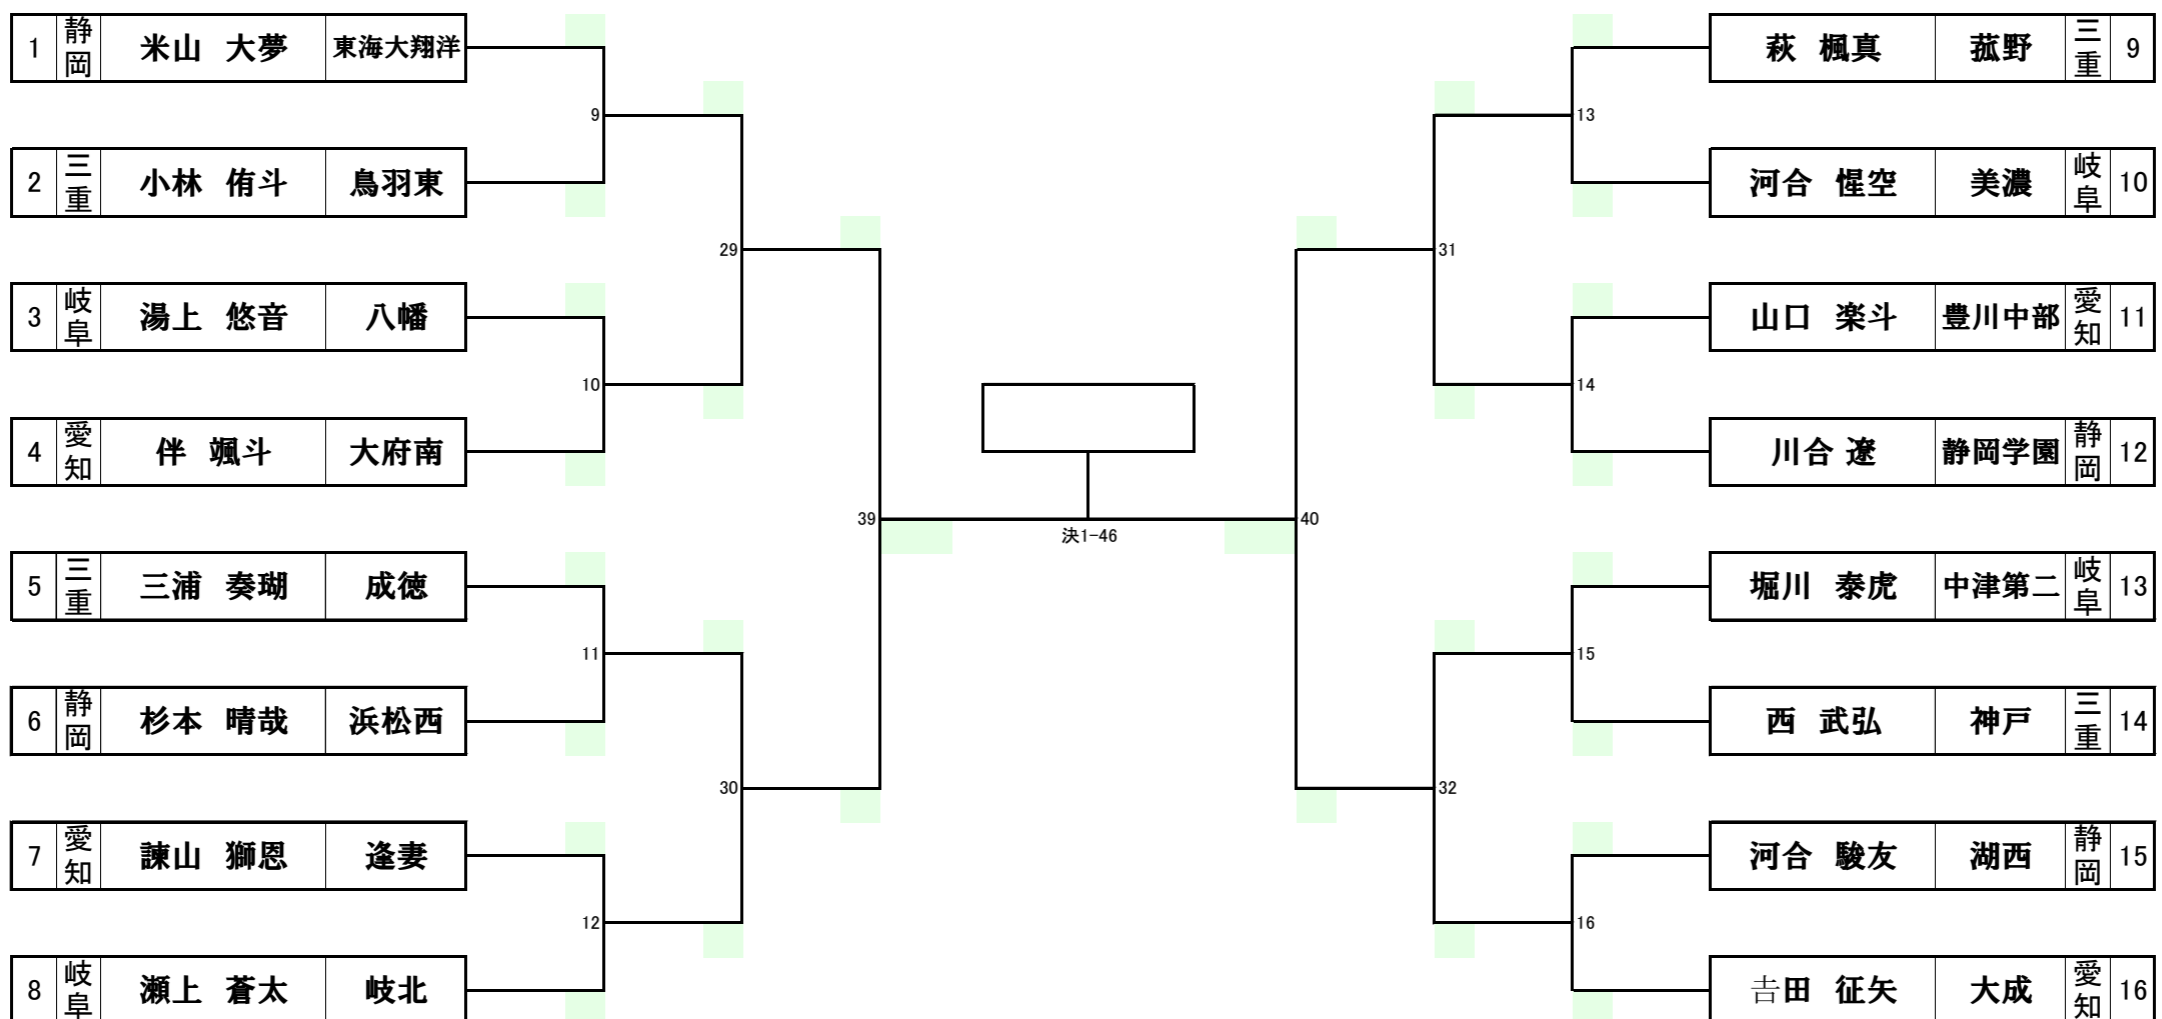 1 静岡 米山 大夢 東海大翔洋
2 三重 小林 侑斗 鳥羽東
3 岐阜 湯上 悠音 八幡
4 愛知 伴 颯斗 大府南
5 三重 三浦 奏瑚 成徳
6 静岡 杉本 晴哉 浜松西
7 愛知 諫山 獅恩 逢妻
8 岐阜 瀬上 蒼太 岐北
9
10
11
12
29
30
39
決1-46
40
31
32
13
14
15
16
萩 楓真 菰野 三重 9
河合 惺空 美濃 岐阜 10
山口 楽斗 豊川中部 愛知 11
川合 遼 静岡学園 静岡 12
堀川 泰虎 中津第二 岐阜 13
西 武弘 神戸 三重 14
河合 駿友 湖西 静岡 15
𠮷田 征矢 大成 愛知 16